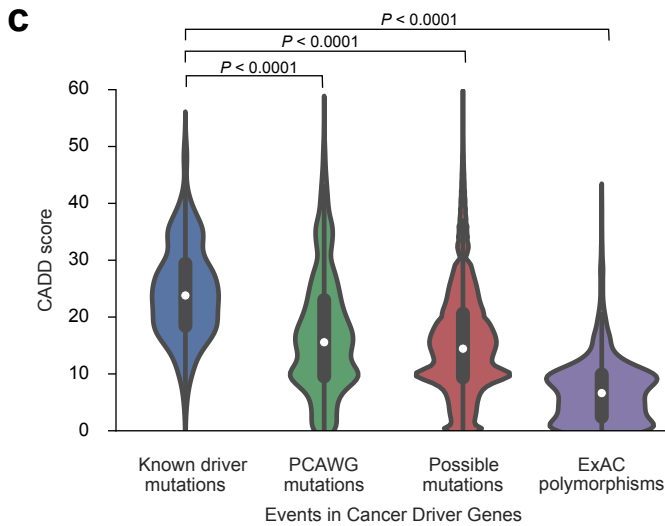 c
P < 0.0001
P < 0.0001
P < 0.0001
60
50
40
30
20
10
0
CADD score
Known driver
mutations
PCAWG
mutations
Possible
mutations
ExAC
polymorphisms
Events in Cancer Driver Genes